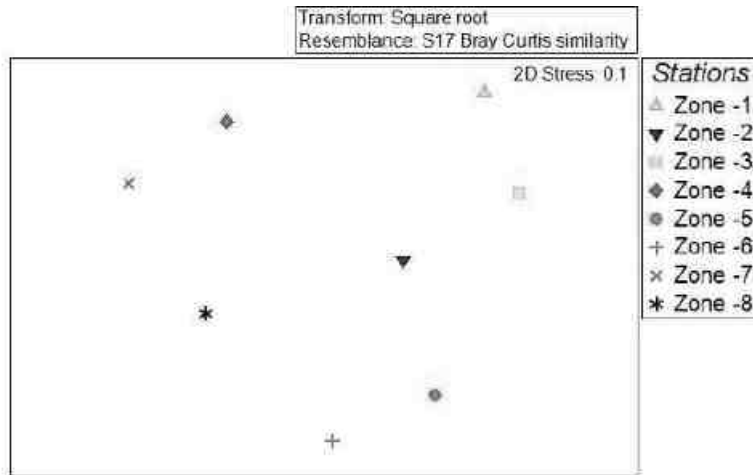 Transform: Square root
Resemblance: S17 Bray Curtis similarity
2D Stress: 0.1
Stations
Zone -1
Zone -2
Zone -3
Zone -4
Zone -5
Zone -6
Zone -7
Zone -8